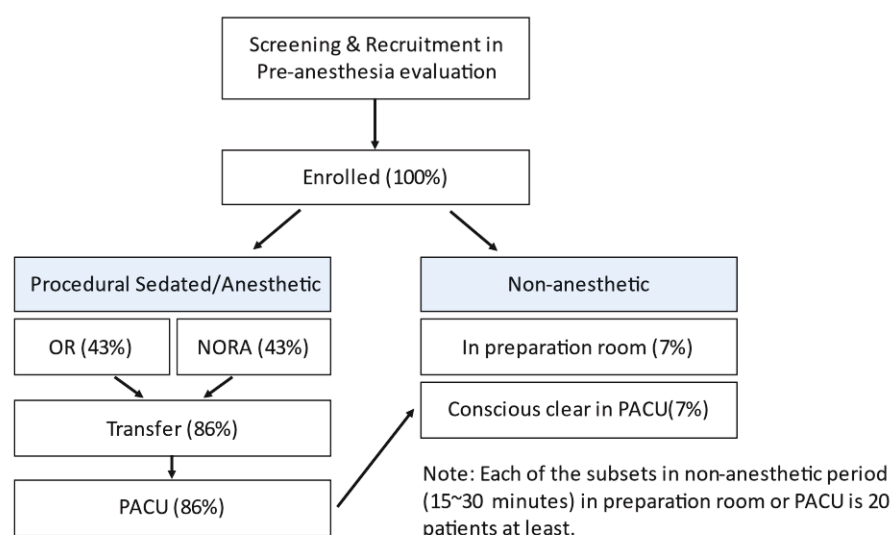 Screening & Recruitment in
Pre-anesthesia evaluation
Enrolled (100%)
Procedural Sedated/Anesthetic
Non-anesthetic
OR (43%)
NORA (43%)
In preparation room (7%)
Conscious clear in PACU(7%)
Transfer (86%)
PACU (86%)
Note: Each of the subsets in non-anesthetic period
(15~30 minutes) in preparation room or PACU is 20
patients at least.